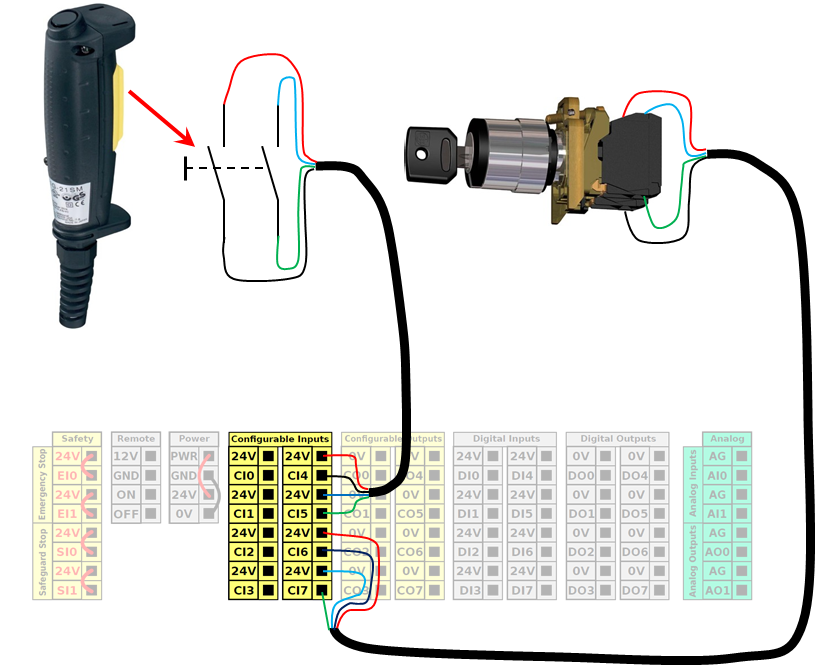 21SM
GS
CE
Safety
24V
EI0
24V
EI1
24V
SI0
24V
SI1
Emergency Stop
Safeguard Stop
Remote
12V
GND
ON
OFF
Power
PWR
GND
24V
0V
Configurable Inputs
24V 24V
CI0 CI4
24V 24V
CI1 CI5
24V 24V
CI2 CI6
24V 24V
CI3 CI7
Configurable Outputs
0V 0V
CO0 CO4
0V 0V
CO1 CO5
0V 0V
CO2 CO6
0V 0V
CO3 CO7
Digital Inputs
24V 24V
DI0 DI4
24V 24V
DI1 DI5
24V 24V
DI2 DI6
24V 24V
DI3 DI7
Digital Outputs
0V 0V
DO0 DO4
0V 0V
DO1 DO5
0V 0V
DO2 DO6
0V 0V
DO3 DO7
Analog
Analog Inputs
AG
AI0
AG
AI1
Analog Outputs
AG
AO0
AG
AO1